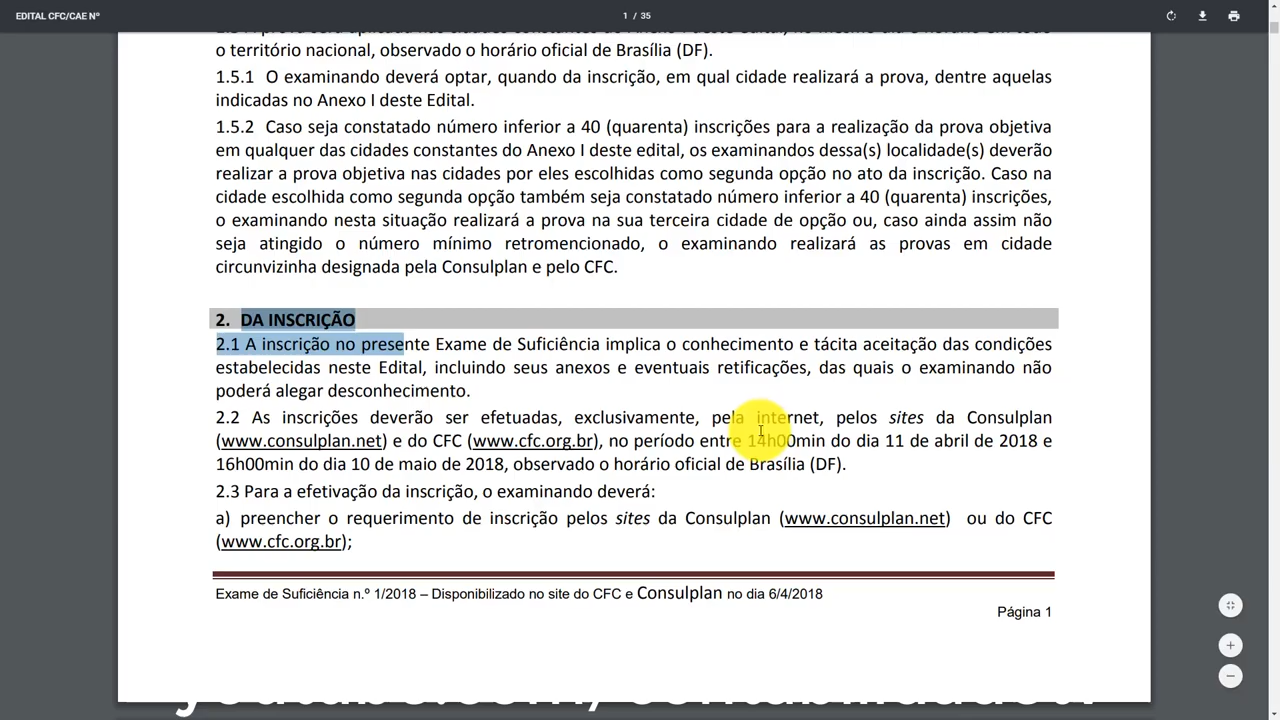 EDITAL CFC/CAE Nº
1 / 35
o território nacional, observado o horário oficial de Brasília (DF).
1.5.1 O examinando deverá optar, quando da inscrição, em qual cidade realizará a prova, dentre aquelas
indicadas no Anexo I deste Edital.
1.5.2 Caso seja constatado número inferior a 40 (quarenta) inscrições para a realização da prova objetiva
em qualquer das cidades constantes do Anexo I deste edital, os examinandos dessa(s) localidade(s) deverão
realizar a prova objetiva nas cidades por eles escolhidas como segunda opção no ato da inscrição. Caso na
cidade escolhida como segunda opção também seja constatado número inferior a 40 (quarenta) inscrições,
o examinando nesta situação realizará a prova na sua terceira cidade de opção ou, caso ainda assim não
seja atingido o número mínimo retromencionado, o examinando realizará as provas em cidade
circunvizinha designada pela Consulplan e pelo CFC.
2. DA INSCRIÇÃO
2.1 A inscrição no presente Exame de Suficiência implica o conhecimento e tácita aceitação das condições
estabelecidas neste Edital, incluindo seus anexos e eventuais retificações, das quais o examinando não
poderá alegar desconhecimento.
2.2 As inscrições deverão ser efetuadas, exclusivamente, pela internet, pelos sites da Consulplan
(www.consulplan.net) e do CFC (www.cfc.org.br), no período entre 14h00min do dia 11 de abril de 2018 e
16h00min do dia 10 de maio de 2018, observado o horário oficial de Brasília (DF).
2.3 Para a efetivação da inscrição, o examinando deverá:
a) preencher o requerimento de inscrição pelos sites da Consulplan (www.consulplan.net) ou do CFC
(www.cfc.org.br);
Exame de Suficiência n.º 1/2018 – Disponibilizado no site do CFC e Consulplan no dia 6/4/2018
Página 1